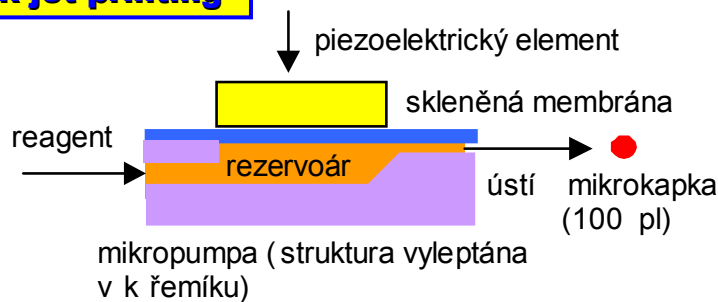 jet printing
piezoelektrický element
skleněná membrána
reagent
rezervoár
ústí mikrokapka
(100 pl)
mikropumpa ( struktura vyleptána
v k řemíku)